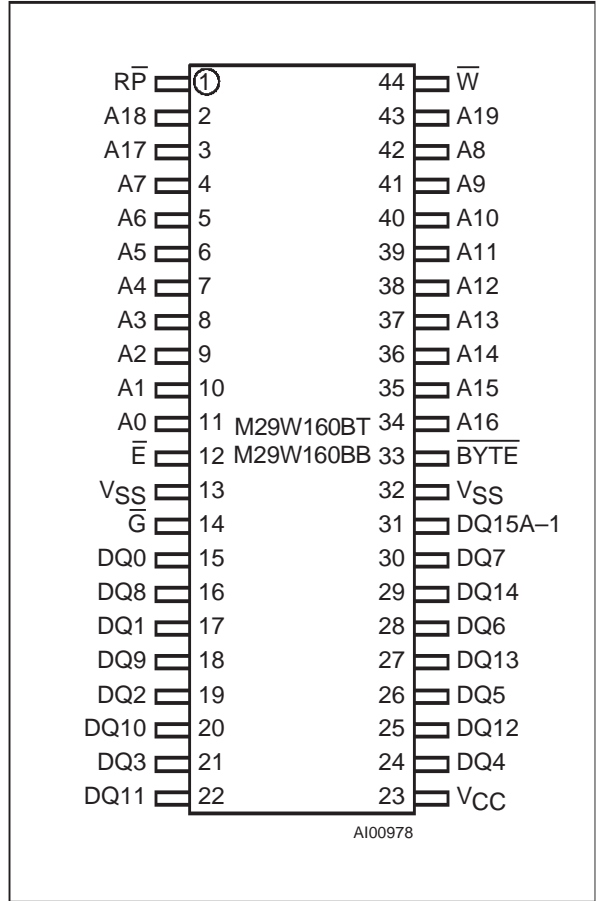 RP 1 44 W
A18 2 43 A19
A17 3 42 A8
A7 4 41 A9
A6 5 40 A10
A5 6 39 A11
A4 7 38 A12
A3 8 37 A13
A2 9 36 A14
A1 10 35 A15
A0 11 M29W160BT 34 A16
E 12 M29W160BB 33 BYTE
VSS 13 32 VSS
G 14 31 DQ15A–1
DQ0 15 30 DQ7
DQ8 16 29 DQ14
DQ1 17 28 DQ6
DQ9 18 27 DQ13
DQ2 19 26 DQ5
DQ10 20 25 DQ12
DQ3 21 24 DQ4
DQ11 22 23 VCC
AI00978